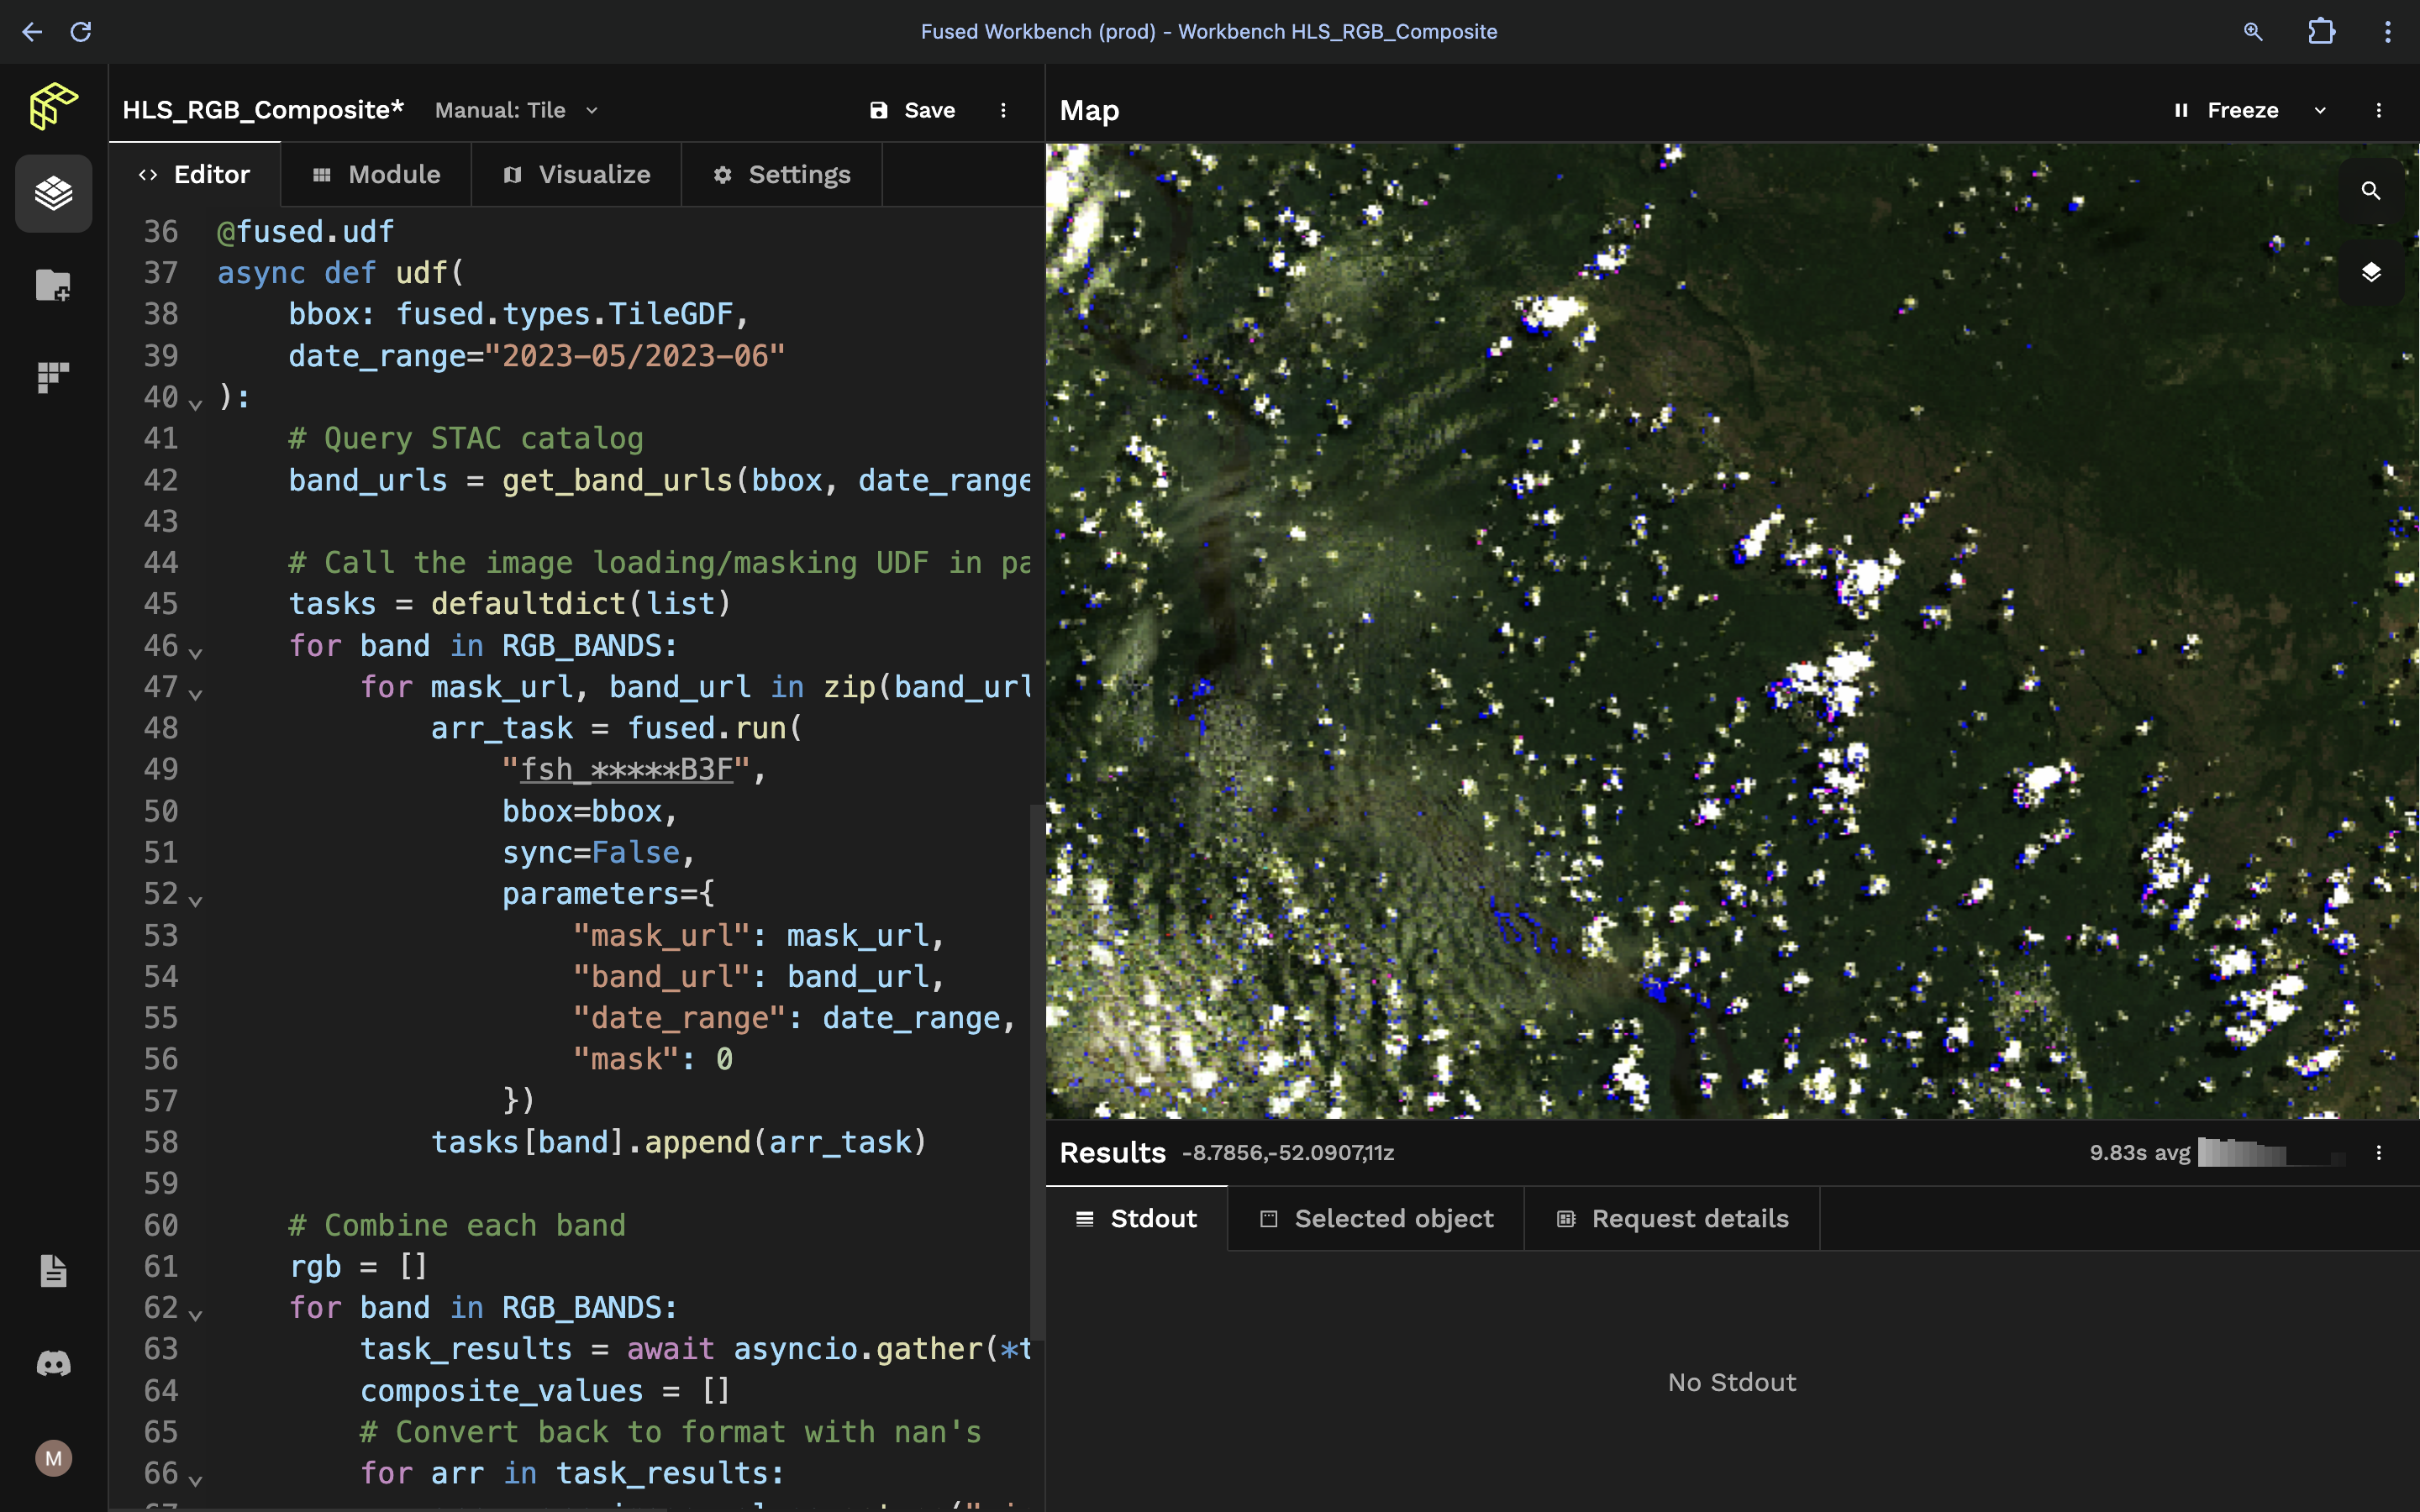 Fused Workbench (prod) - Workbench HLS_RGB_Composite
HLS_RGB_Composite* Manual: Tile Save
Editor Module Visualize Settings
36 @fused.udf
37 async def udf(
38     bbox: fused.types.TileGDF,
39     date_range="2023-05/2023-06"
40 ):
41     # Query STAC catalog
42     band_urls = get_band_urls(bbox, date_range
43
44     # Call the image loading/masking UDF in pa
45     tasks = defaultdict(list)
46     for band in RGB_BANDS:
47         for mask_url, band_url in zip(band_url
48             arr_task = fused.run(
49                 "fsh_*****B3F",
50                 bbox=bbox,
51                 sync=False,
52                 parameters={
53                     "mask_url": mask_url,
54                     "band_url": band_url,
55                     "date_range": date_range,
56                     "mask": 0
57                 })
58             tasks[band].append(arr_task)
59
60     # Combine each band
61     rgb = []
62     for band in RGB_BANDS:
63         task_results = await asyncio.gather(*t
64         composite_values = []
65         # Convert back to format with nan's
66         for arr in task_results:
M
Map Freeze
Results -8.7856,-52.0907,11z 9.83s avg
Stdout Selected object Request details
No Stdout